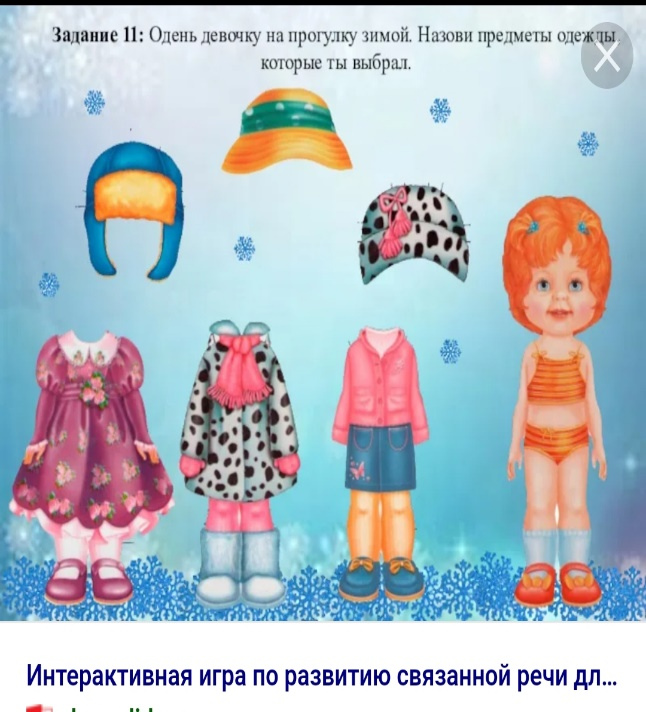 Задание 11: Одень девочку на прогулку зимой. Назови предметы одежды
которые ты выбрал.
Интерактивная игра по развитию связанной речи дл...